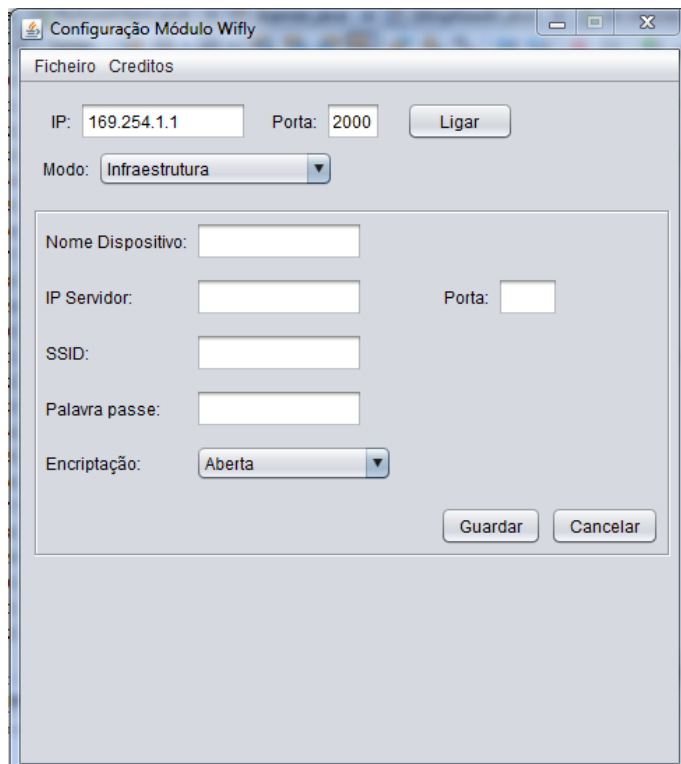 Configuração Módulo Wifly
Ficheiro Creditos
IP: 169.254.1.1 Porta: 2000 Ligar
Modo: Infraestrutura
Nome Dispositivo:
IP Servidor: Porta:
SSID:
Palavra passe:
Encriptação: Aberta
Guardar Cancelar